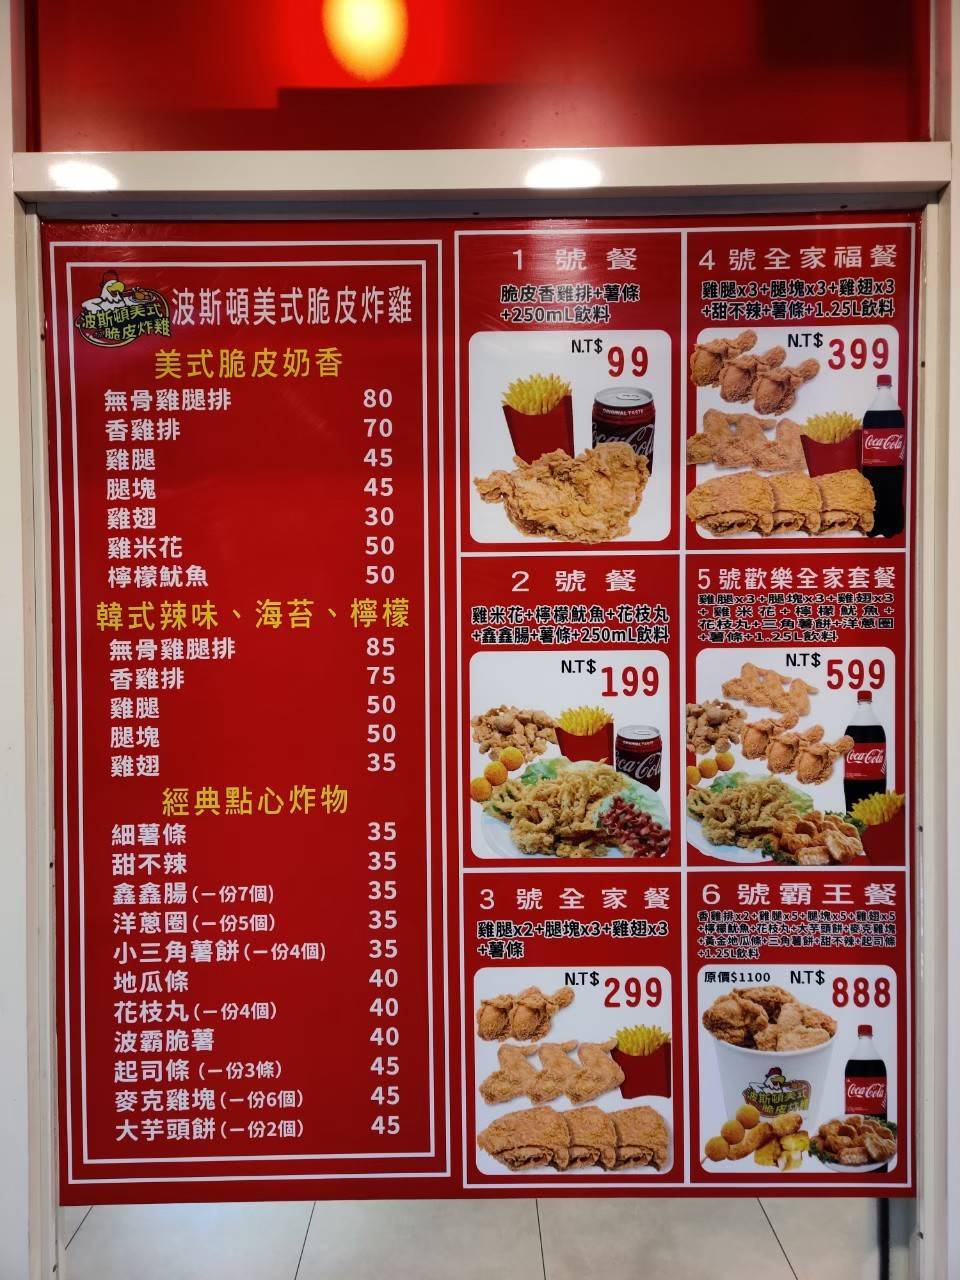 波斯頓美式
脆皮炸雞
波斯頓美式脆皮炸雞
美式脆皮奶香
無骨雞腿排 80
香雞排 70
雞腿 45
腿塊 45
雞翅 30
雞米花 50
檸檬魷魚 50
韓式辣味、海苔、檸檬
無骨雞腿排 85
香雞排 75
雞腿 50
腿塊 50
雞翅 35
經典點心炸物
細薯條 35
甜不辣 35
鑫鑫腸(一份7個) 35
洋蔥圈(一份5個) 35
小三角薯餅(一份4個) 35
地瓜條 40
花枝丸(一份4個) 40
波霸脆薯 40
起司條(一份3條) 45
麥克雞塊(一份6個) 45
大芋頭餅(一份2個) 45
1號餐
脆皮香雞排+薯條
+250mL飲料
N.T$ 99
ORIGINAL TASTE
Coca-Cola
2號餐
雞米花+檸檬魷魚+花枝丸
+鑫鑫腸+薯條+250mL飲料
N.T$ 199
Coca-Cola
3號全家餐
雞腿x2+腿塊x3+雞翅x3
+薯條
N.T$ 299
4號全家福餐
雞腿x3+腿塊x3+雞翅x3
+甜不辣+薯條+1.25L飲料
N.T$ 399
Coca-Cola
5號歡樂全家套餐
雞腿x3+腿塊x3+雞翅x3
+雞米花+檸檬魷魚+
花枝丸+三角薯餅+洋蔥圈
+薯條+1.25L飲料
N.T$ 599
Coca-Cola
6號霸王餐
香雞排x2+雞腿x5+腿塊x5+雞翅x5
+檸檬魷魚+花枝丸+大芋頭餅+麥克雞塊
+黃金地瓜條+三角薯餅+甜不辣+起司條
+1.25L飲料
原價$1100 N.T$ 888
波斯頓美式
脆皮炸雞
Coca-Cola